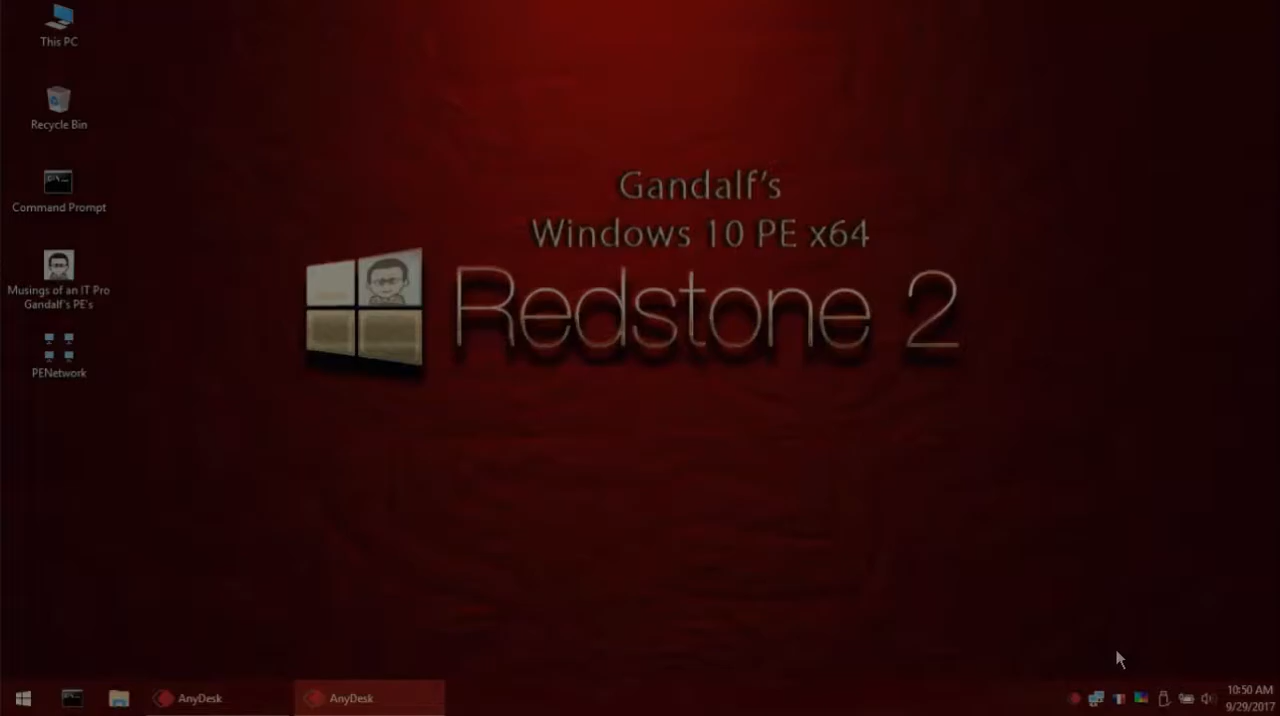 This PC
Recycle Bin
Command Prompt
Musings of an IT Pro
Gandalf's PE's
PENetwork
Gandalf's
Windows 10 PE x64
Redstone 2
AnyDesk
AnyDesk
10:50 AM
9/29/2017